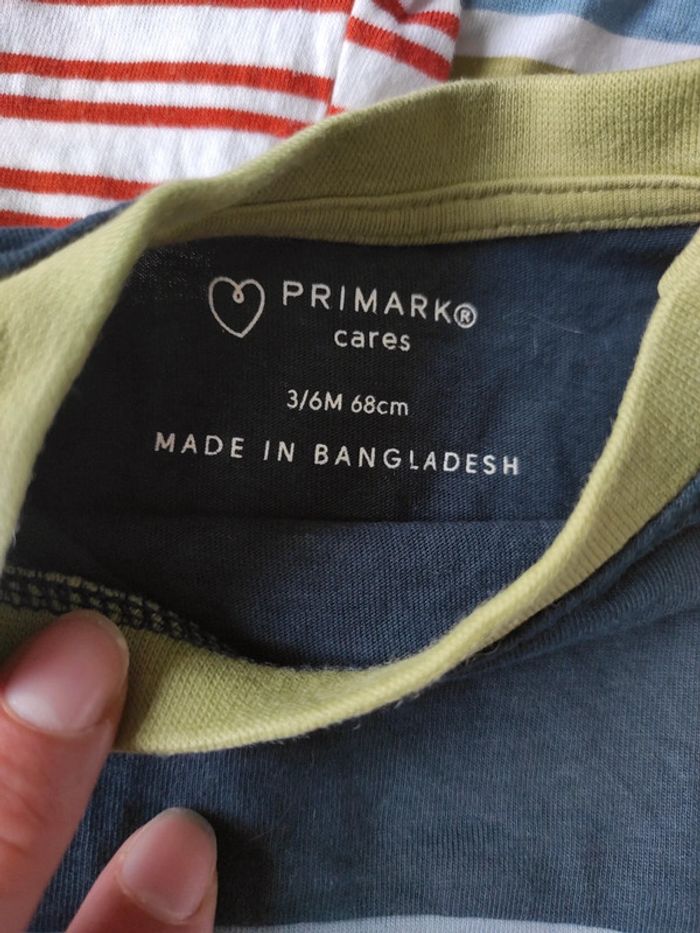 PRIMARK®
cares
3/6M 68cm
MADE IN BANGLADESH